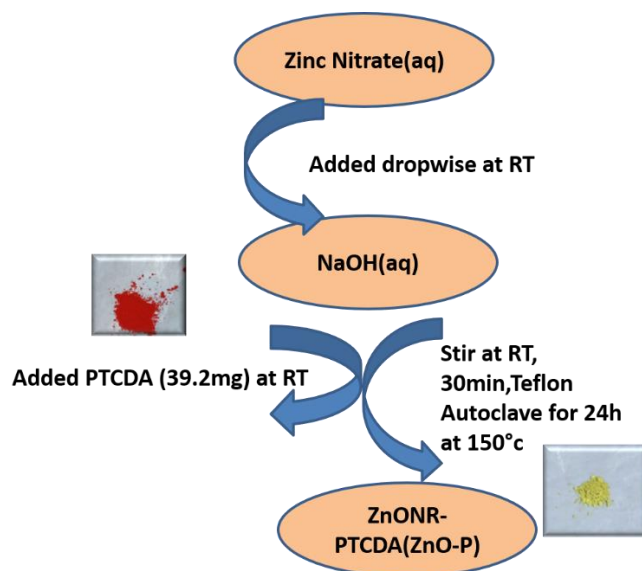 Zinc Nitrate(aq)
Added dropwise at RT
NaOH(aq)
Added PTCDA (39.2mg) at RT
Stir at RT,
30min,Teflon
Autoclave for 24h
at 150°c
ZnONR-
PTCDA(ZnO-P)